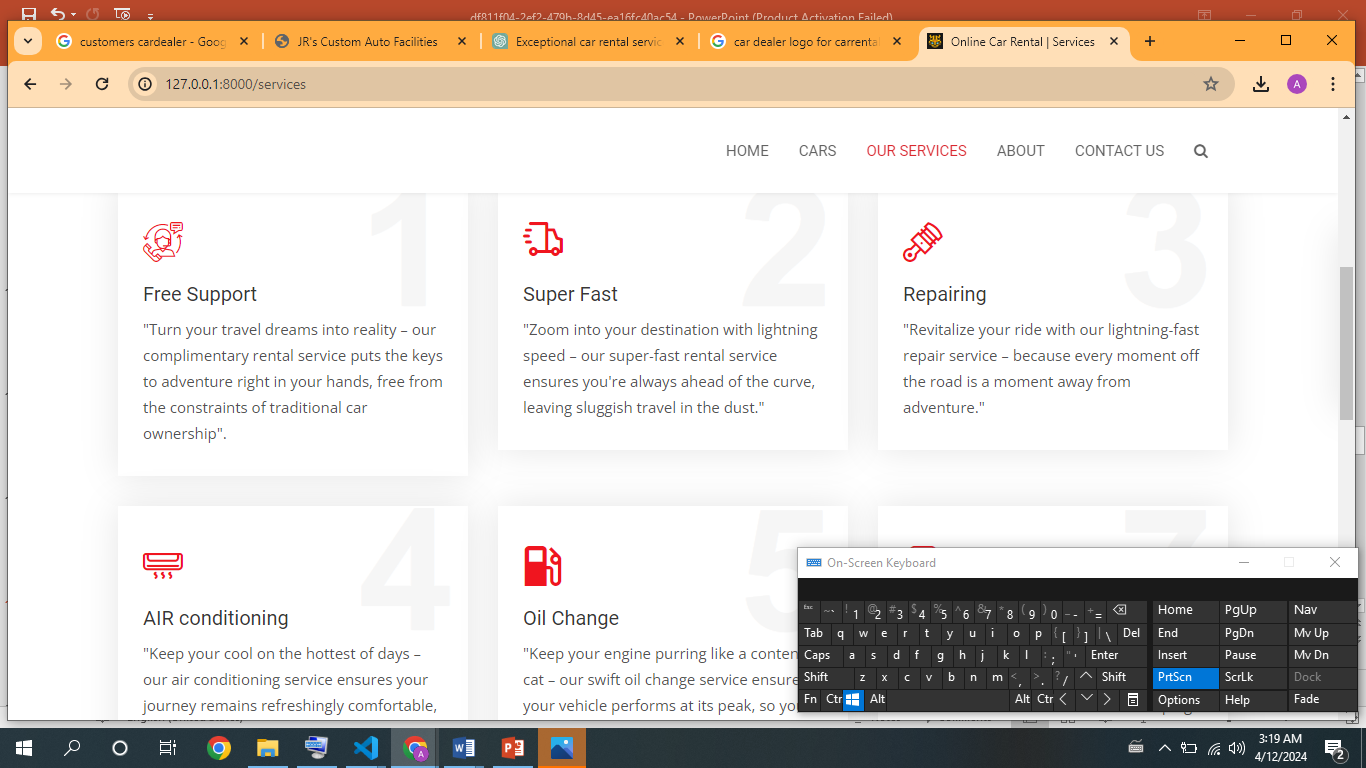 df811f04-2ef2-479b-8d45-ea16fc40ac54 - PowerPoint (Product Activation Failed)
customers cardealer - Goog
JR's Custom Auto Facilities
Exceptional car rental servic
car dealer logo for carrental
Online Car Rental | Services
127.0.0.1:8000/services
A
HOME CARS OUR SERVICES ABOUT CONTACT US
1
Free Support
"Turn your travel dreams into reality – our
complimentary rental service puts the keys
to adventure right in your hands, free from
the constraints of traditional car
ownership".
2
Super Fast
"Zoom into your destination with lightning
speed – our super-fast rental service
ensures you're always ahead of the curve,
leaving sluggish travel in the dust."
3
Repairing
"Revitalize your ride with our lightning-fast
repair service – because every moment off
the road is a moment away from
adventure."
4
AIR conditioning
"Keep your cool on the hottest of days –
our air conditioning service ensures your
journey remains refreshingly comfortable,
5
Oil Change
"Keep your engine purring like a conten
cat – our swift oil change service ensure
your vehicle performs at its peak, so yo
7
On-Screen Keyboard
Esc ~ ` ! 1 @ 2 # 3 $ 4 % 5 ^ 6 & 7 * 8 ( 9 ) 0 _ - + = Home PgUp Nav
Tab q w e r t y u i o p { [ } ] | \ Del End PgDn Mv Up
Caps a s d f g h j k l : ; " ' Enter Insert Pause Mv Dn
Shift z x c v b n m < , > . ? / Shift PrtScn ScrLk Dock
Fn Ctr Alt Alt Ctr Options Help Fade
3:19 AM
4/12/2024
2